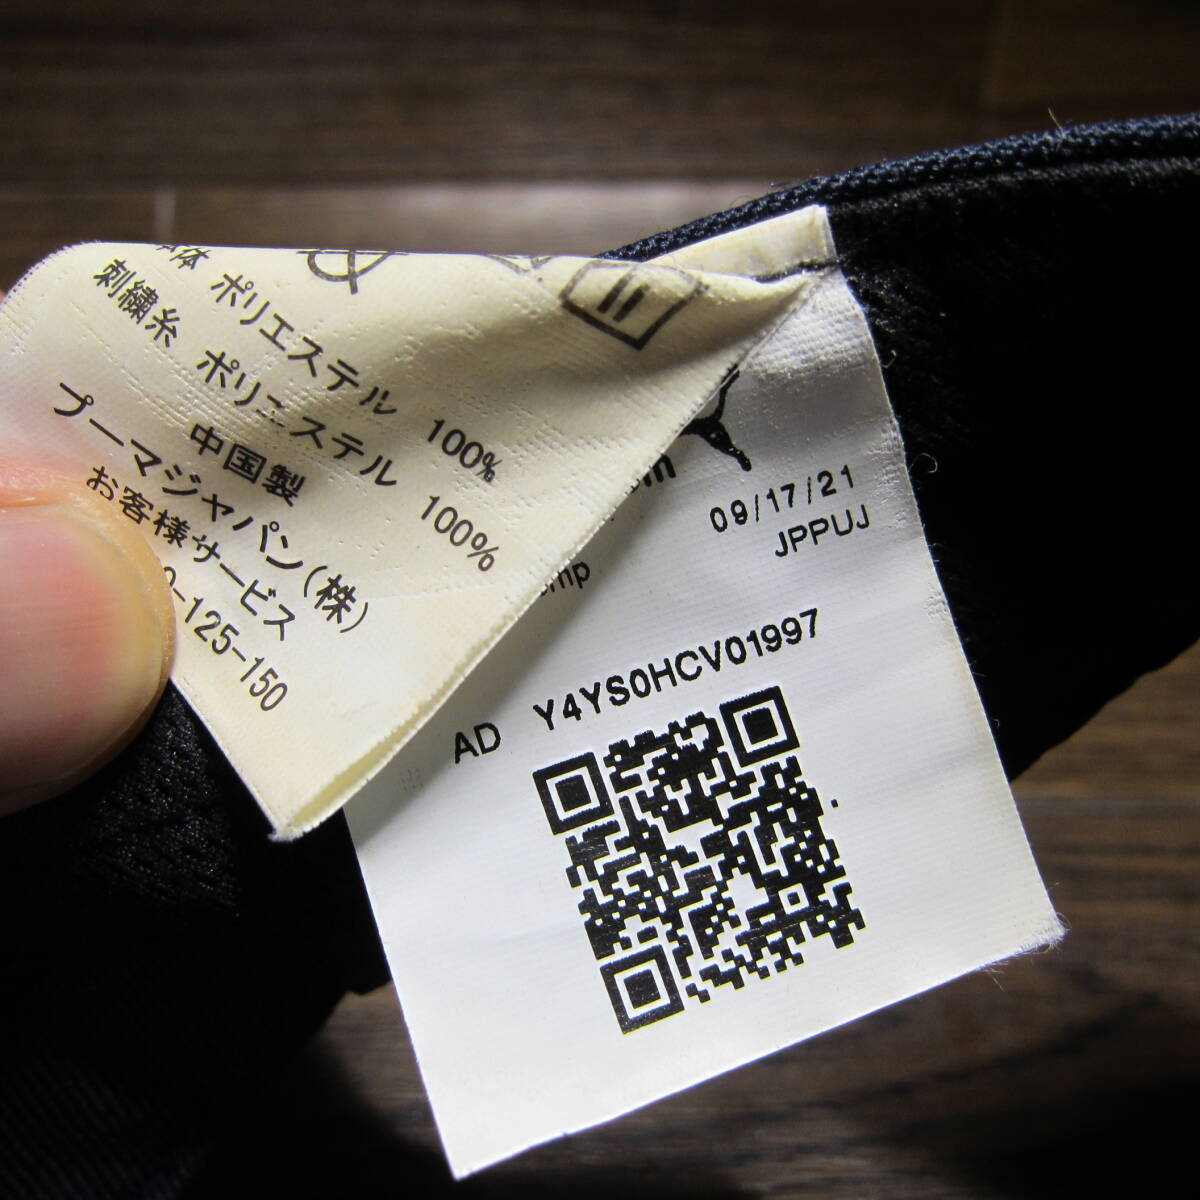 本体 ポリエステル 100%
刺繍糸 ポリエステル 100%
中国製
プーマジャパン(株)
お客様サービス
-125-150
09/17/21
JPPUJ
AD Y4YS0HCV01997